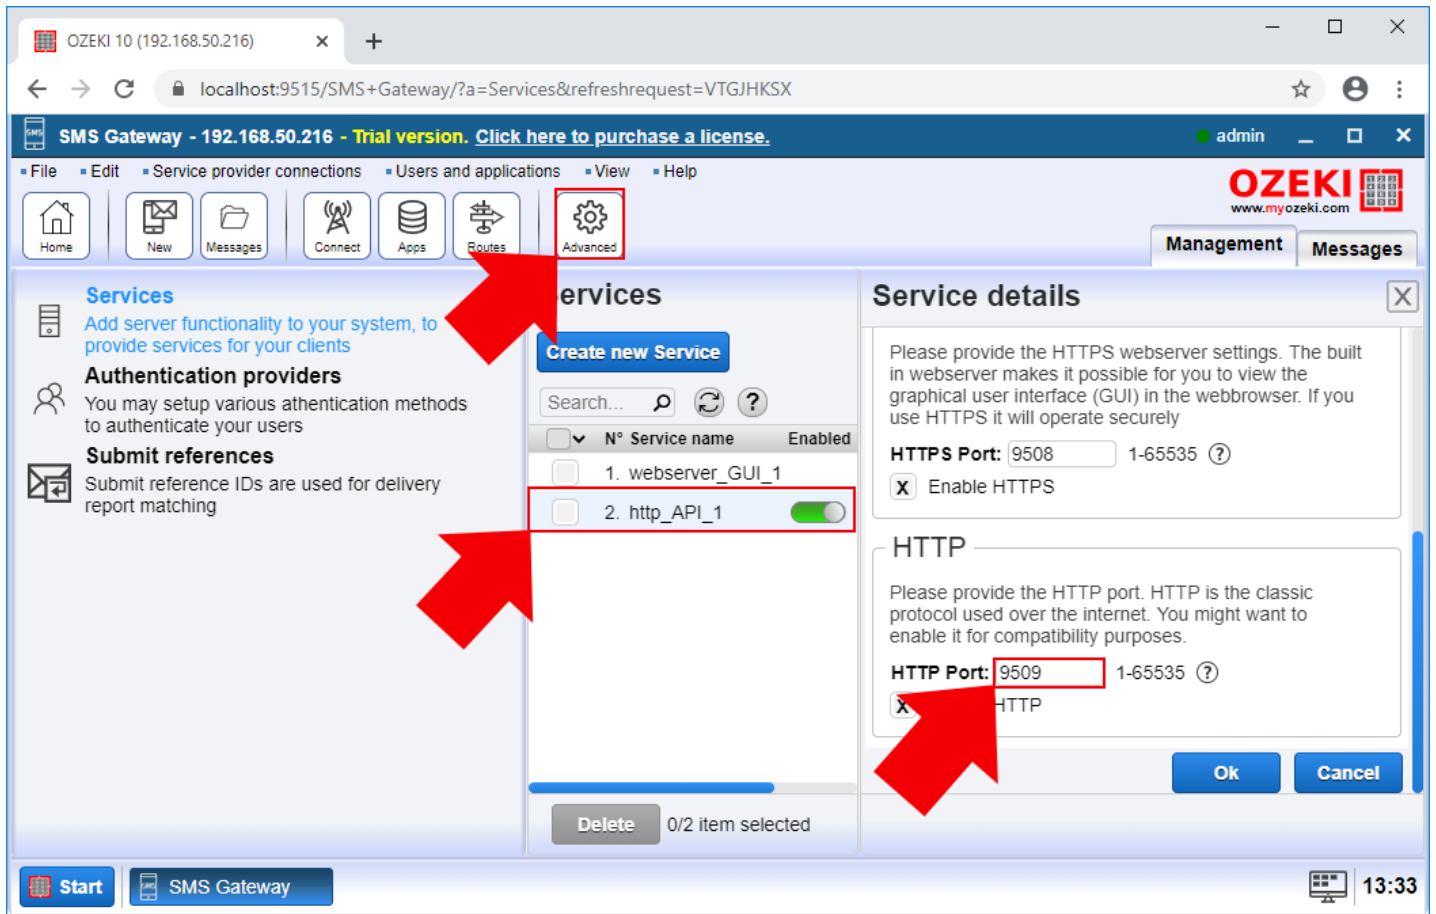 OZEKI 10 (192.168.50.216)
localhost:9515/SMS+Gateway/?a=Services&refreshrequest=VTGJHKSX
SMS
SMS Gateway - 192.168.50.216 - Trial version. Click here to purchase a license.
admin
File Edit Service provider connections Users and applications View Help
OZEKI
www.myozeki.com
Home New Messages Connect Apps Routes Advanced
Management Messages
Services
Add server functionality to your system, to
provide services for your clients
Authentication providers
You may setup various athentication methods
to authenticate your users
Submit references
Submit reference IDs are used for delivery
report matching
ervices
Create new Service
Search... ?
N° Service name Enabled
1. webserver_GUI_1
2. http_API_1
Delete 0/2 item selected
Service details X
Please provide the HTTPS webserver settings. The built
in webserver makes it possible for you to view the
graphical user interface (GUI) in the webbrowser. If you
use HTTPS it will operate securely
HTTPS Port: 9508 1-65535 ?
X Enable HTTPS
HTTP
Please provide the HTTP port. HTTP is the classic
protocol used over the internet. You might want to
enable it for compatibility purposes.
HTTP Port: 9509 1-65535 ?
X HTTP
Ok Cancel
Start SMS Gateway 13:33